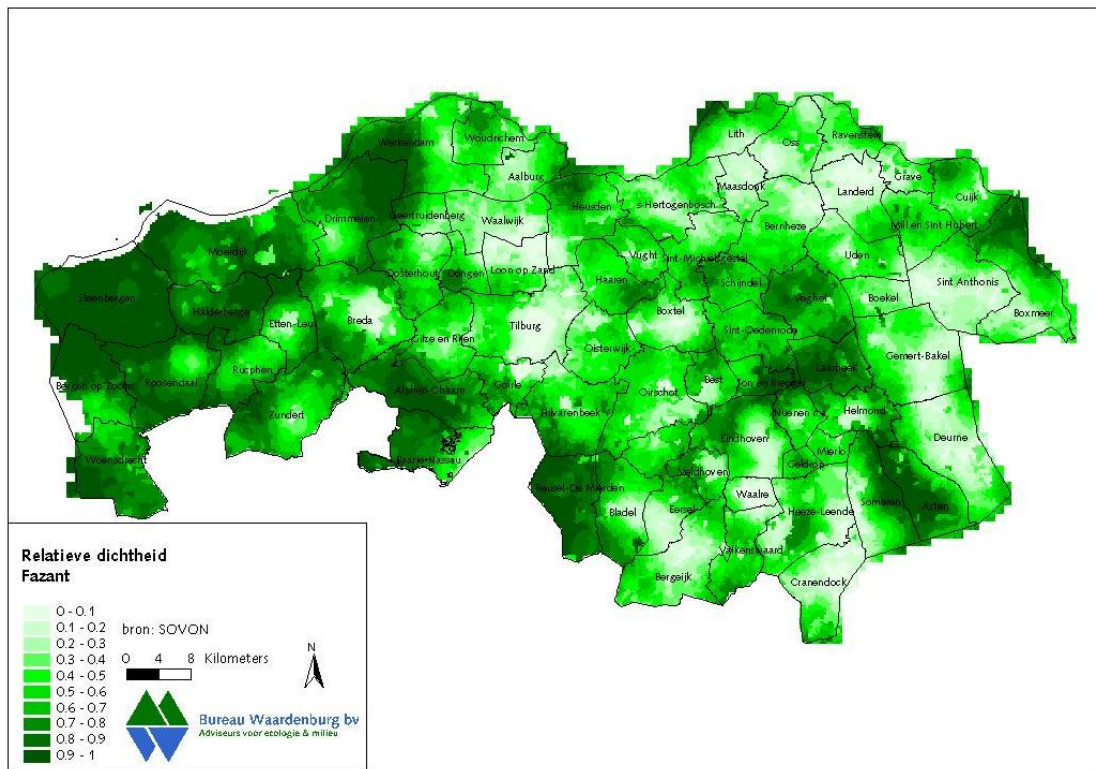 Werkendam
Woudrichem
Aalburg
Lith
Oss
Ravenstein
Maasdonk
Landerd
Grave
Cuijk
Drimmelen
Geertruidenberg
Waalwijk
Heusden
's-Hertogenbosch
Bernheze
Mill en Sint Hubert
Moerdijk
Oosterhout
Dongen
Loon op Zand
Haaren
Vught
Sint-Michielsgestel
Schindel
Uden
Veghel
Boekel
Sint Anthonis
Boxmeer
Steenbergen
Halderberge
Etten-Leur
Breda
Gilze en Rijen
Tilburg
Oisterwijk
Boxtel
Sint-Oedenrode
Gemert-Bakel
Bergen op Zoom
Roosendaal
Rucphen
Zundert
Alphen-Chaam
Goirle
Hilvarenbeek
Oirschot
Best
Son en Breugel
Laarbeek
Woensdrecht
Baarle-Nassau
Eindhoven
Nuenen c.a.
Helmond
Deurne
Reusel-De Mierden
Bladel
Eersel
Veldhoven
Waalre
Geldrop
Mierlo
Heeze-Leende
Someren
Asten
Bergeijk
Valkenswaard
Cranendock
Relatieve dichtheid
Fazant
0 - 0.1
0.1 - 0.2
0.2 - 0.3
0.3 - 0.4
0.4 - 0.5
0.5 - 0.6
0.6 - 0.7
0.7 - 0.8
0.8 - 0.9
0.9 - 1
bron: SOVON
0 4 8 Kilometers
N
Bureau Waardenburg bv
Adviseurs voor ecologie & milieu